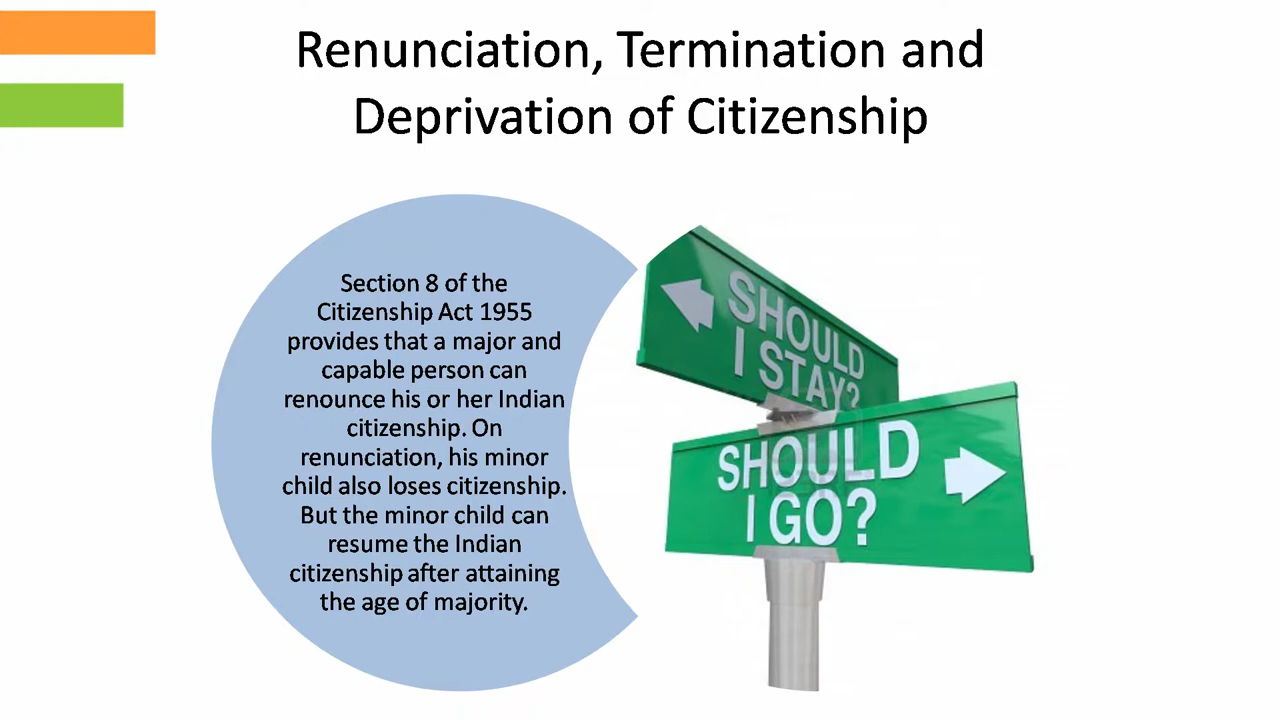 Renunciation, Termination and
Deprivation of Citizenship
Section 8 of the
Citizenship Act 1955
provides that a major and
capable person can
renounce his or her Indian
citizenship. On
renunciation, his minor
child also loses citizenship.
But the minor child can
resume the Indian
citizenship after attaining
the age of majority.
SHOULD
I STAY?
SHOULD
I GO?